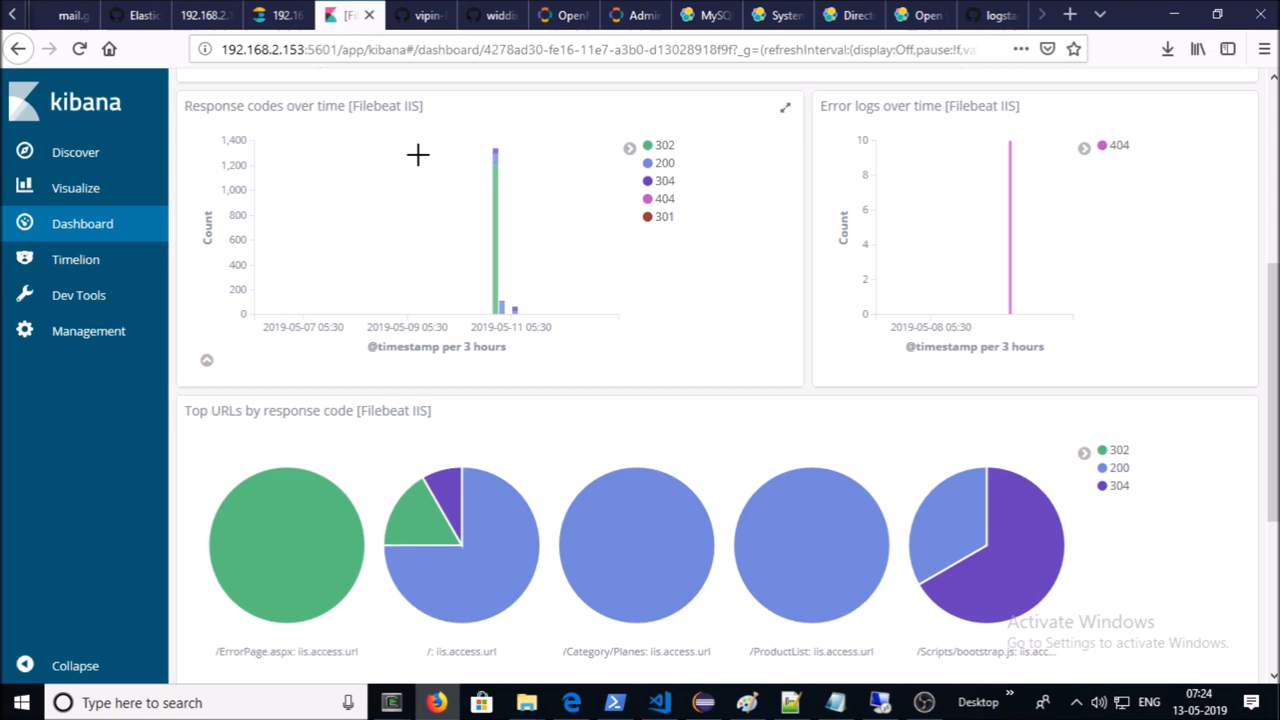 mail.g
Elastic
192.168.2.1
192.16
[Fi
vipin-
widdi
OpenH
Admin
MySQ
System
Directo
Open
logsta
192.168.2.153:5601/app/kibana#/dashboard/4278ad30-fe16-11e7-a3b0-d13028918f9f?_g=(refreshInterval:(display:Off,pause:!f,va
kibana
Discover
Visualize
Dashboard
Timelion
Dev Tools
Management
Collapse
Response codes over time [Filebeat IIS]
1,400
1,200
1,000
800
600
400
200
0
Count
2019-05-07 05:30
2019-05-09 05:30
2019-05-11 05:30
@timestamp per 3 hours
302
200
304
404
301
Error logs over time [Filebeat IIS]
10
8
6
4
2
0
Count
2019-05-08 05:30
@timestamp per 3 hours
404
Top URLs by response code [Filebeat IIS]
302
200
304
/ErrorPage.aspx: iis.access.url
/: iis.access.url
/Category/Planes: iis.access.url
/ProductList: iis.access.url
/Scripts/bootstrap.js: iis.acc...
Activate Windows
Go to Settings to activate Windows.
Type here to search
Desktop
ENG
07:24
13-05-2019